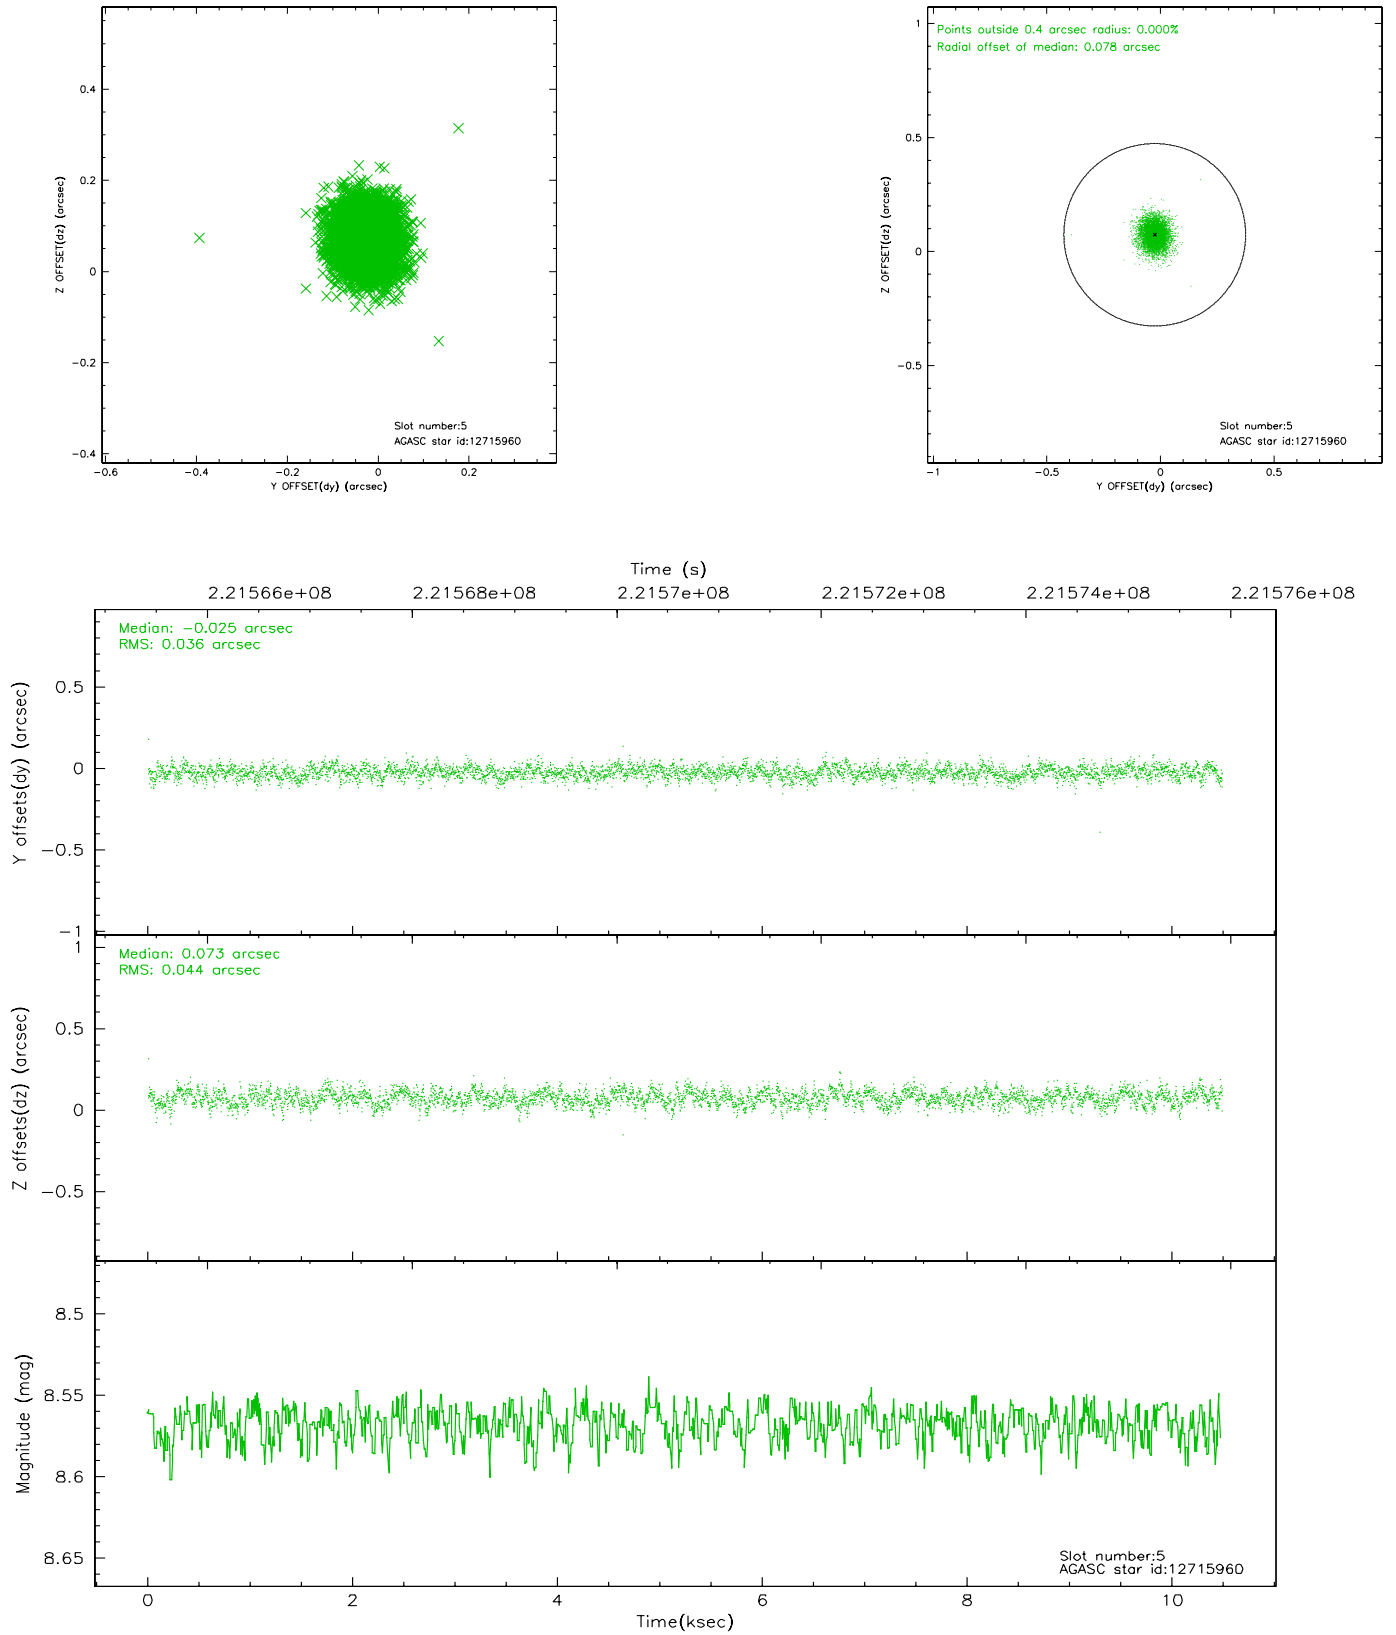 0.4
0.2
0
−0.2
−0.4
Z OFFSET(dz) (arcsec)
−0.6
−0.4
−0.2
0
0.2
Y OFFSET(dy) (arcsec)
Slot number:5
AGASC star id:12715960
Points outside 0.4 arcsec radius: 0.000%
Radial offset of median: 0.078 arcsec
1
0.5
0
−0.5
Z OFFSET(dz) (arcsec)
−1
−0.5
0
0.5
Y OFFSET(dy) (arcsec)
Slot number:5
AGASC star id:12715960
Time (s)
2.21566e+08
2.21568e+08
2.2157e+08
2.21572e+08
2.21574e+08
2.21576e+08
Median: −0.025 arcsec
RMS: 0.036 arcsec
0.5
0
−0.5
−1
Y offsets(dy) (arcsec)
Median: 0.073 arcsec
RMS: 0.044 arcsec
1
0.5
0
−0.5
Z offsets(dz) (arcsec)
8.5
8.55
8.6
8.65
Magnitude (mag)
Slot number:5
AGASC star id:12715960
0
2
4
6
8
10
Time(ksec)